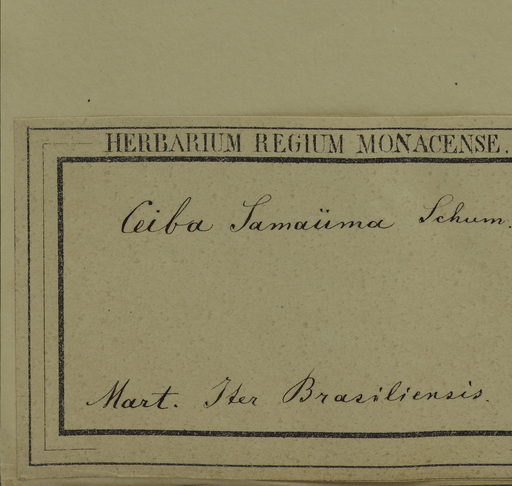 HERBARIUM REGIUM MONACENSE.
Ceiba Samaüma Schum.
Mart. Iter Brasiliensis.